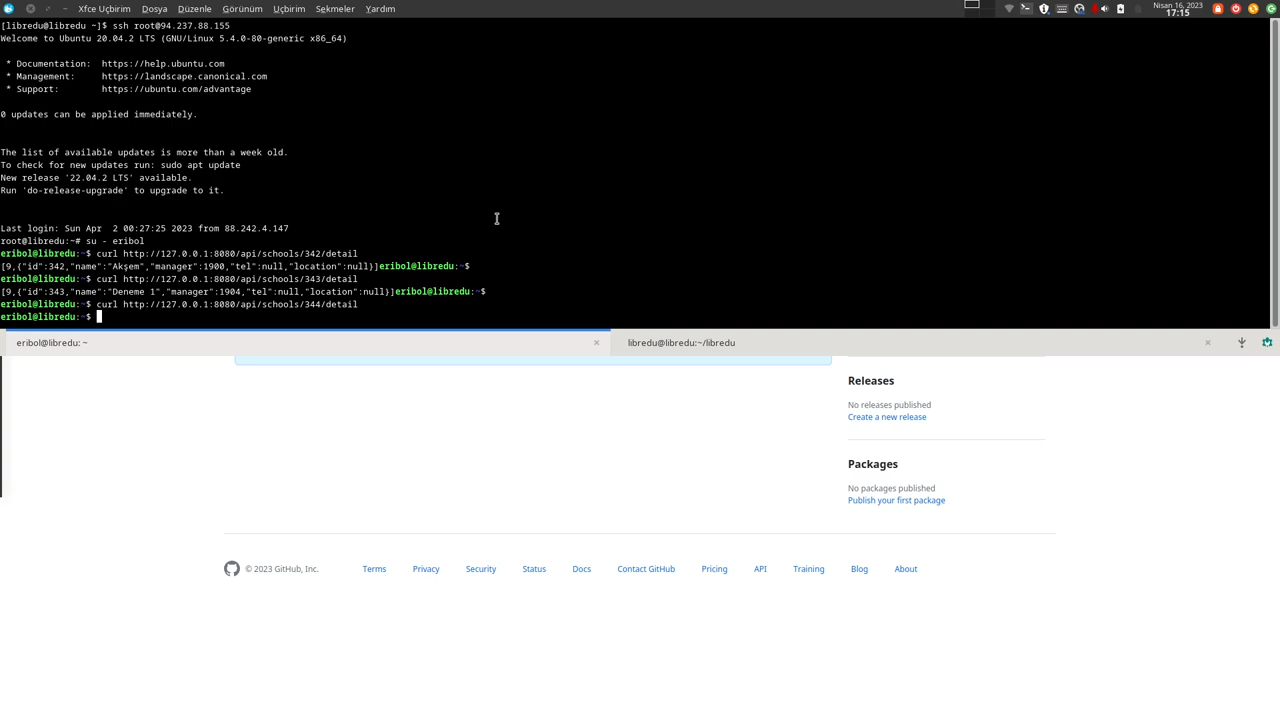 Xfce Uçbirim Dosya Düzenle Görünüm Uçbirim Sekmeler Yardım
Nisan 16, 2023
17:15
[libredu@libredu ~]$ ssh root@94.237.88.155
Welcome to Ubuntu 20.04.2 LTS (GNU/Linux 5.4.0-80-generic x86_64)
* Documentation: https://help.ubuntu.com
* Management: https://landscape.canonical.com
* Support: https://ubuntu.com/advantage
0 updates can be applied immediately.
The list of available updates is more than a week old.
To check for new updates run: sudo apt update
New release '22.04.2 LTS' available.
Run 'do-release-upgrade' to upgrade to it.
Last login: Sun Apr  2 00:27:25 2023 from 88.242.4.147
root@libredu:~# su - eribol
eribol@libredu:~$ curl http://127.0.0.1:8080/api/schools/342/detail
[9,{"id":342,"name":"Akşem","manager":1900,"tel":null,"location":null}]eribol@libredu:~$
eribol@libredu:~$ curl http://127.0.0.1:8080/api/schools/343/detail
[9,{"id":343,"name":"Deneme 1","manager":1904,"tel":null,"location":null}]eribol@libredu:~$
eribol@libredu:~$ curl http://127.0.0.1:8080/api/schools/344/detail
eribol@libredu:~$
eribol@libredu: ~
libredu@libredu:~/libredu
Releases
No releases published
Create a new release
Packages
No packages published
Publish your first package
© 2023 GitHub, Inc. Terms Privacy Security Status Docs Contact GitHub Pricing API Training Blog About